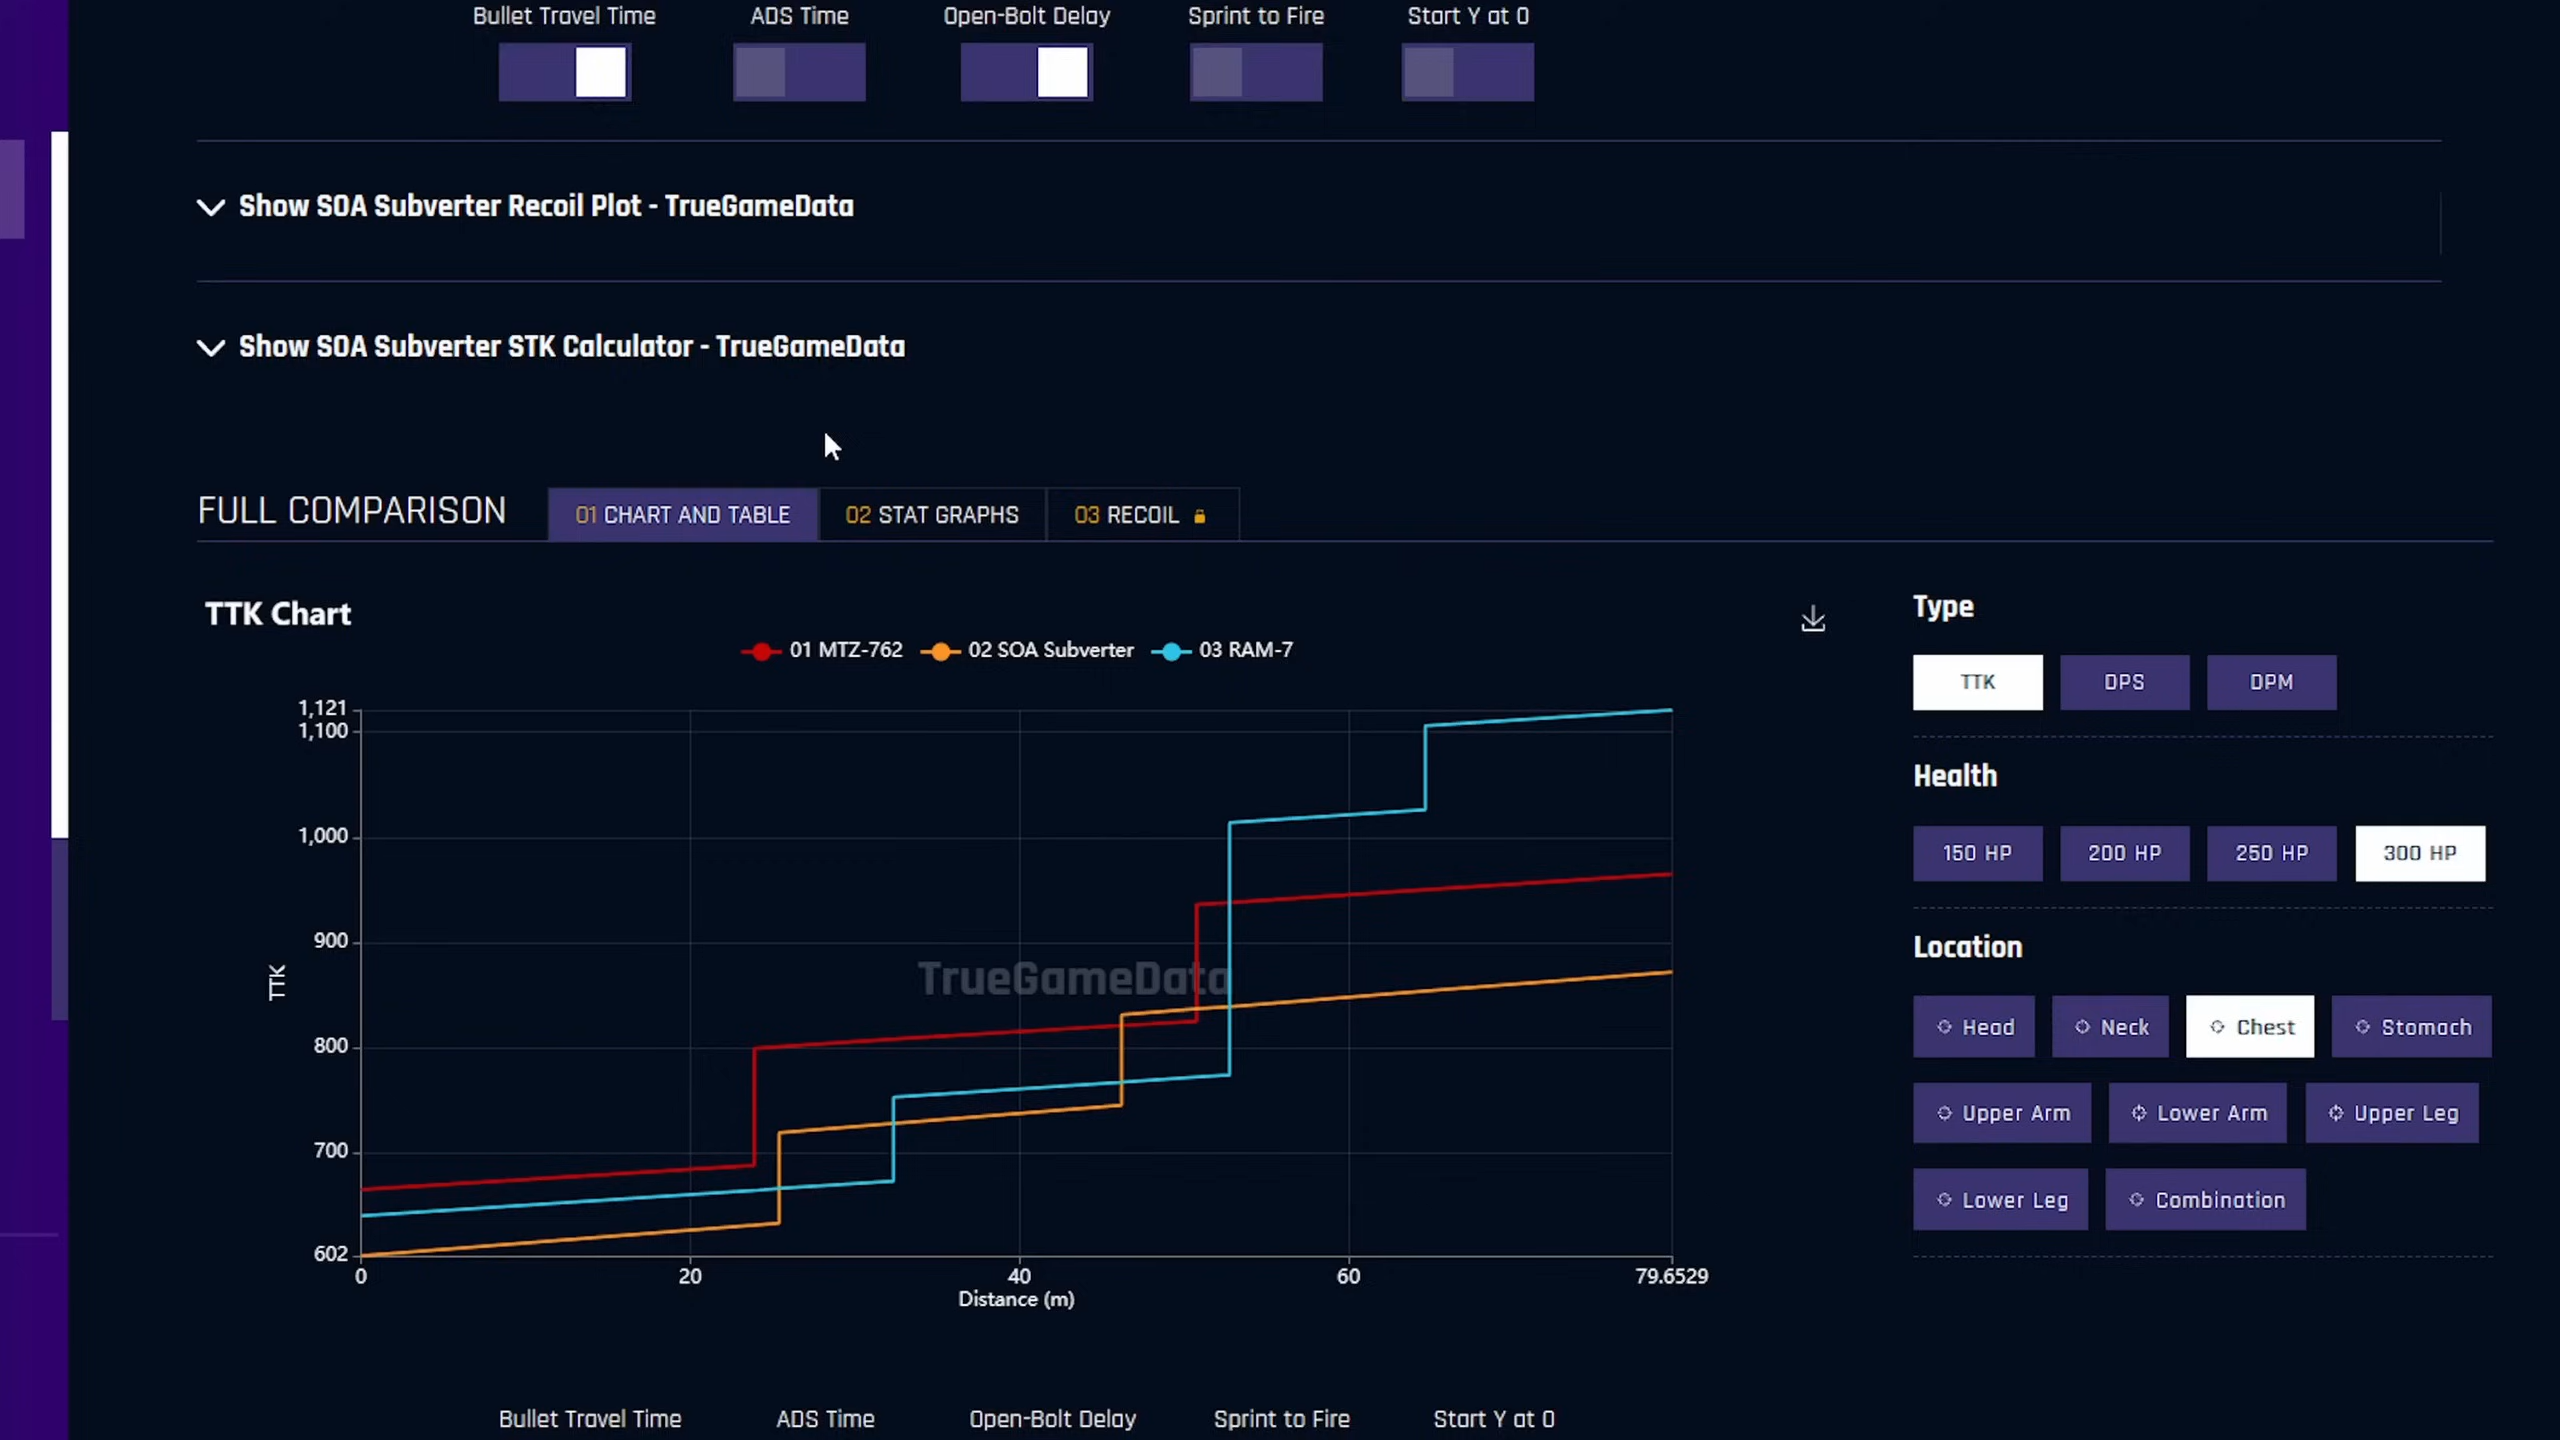 Bullet Travel Time ADS Time Open-Bolt Delay Sprint to Fire Start Y at 0
Show SOA Subverter Recoil Plot - TrueGameData
Show SOA Subverter STK Calculator - TrueGameData
FULL COMPARISON 01 CHART AND TABLE 02 STAT GRAPHS 03 RECOIL
TTK Chart
01 MTZ-762 02 SOA Subverter 03 RAM-7
1,121
1,100
1,000
900
800
700
602
TTK
TrueGameData
0 20 40 60 79.6529
Distance (m)
Type
TTK DPS DPM
Health
150 HP 200 HP 250 HP 300 HP
Location
Head Neck Chest Stomach
Upper Arm Lower Arm Upper Leg
Lower Leg Combination
Bullet Travel Time ADS Time Open-Bolt Delay Sprint to Fire Start Y at 0